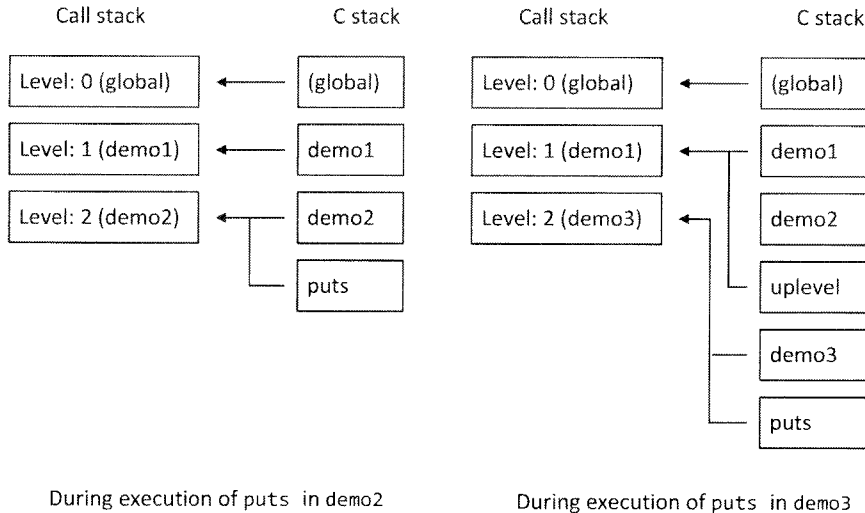 Call stack
C stack
Level: 0 (global)
(global)
Level: 1 (demo1)
demo1
Level: 2 (demo2)
demo2
puts
During execution of puts in demo2
Call stack
C stack
Level: 0 (global)
(global)
Level: 1 (demo1)
demo1
Level: 2 (demo3)
demo2
uplevel
demo3
puts
During execution of puts in demo3